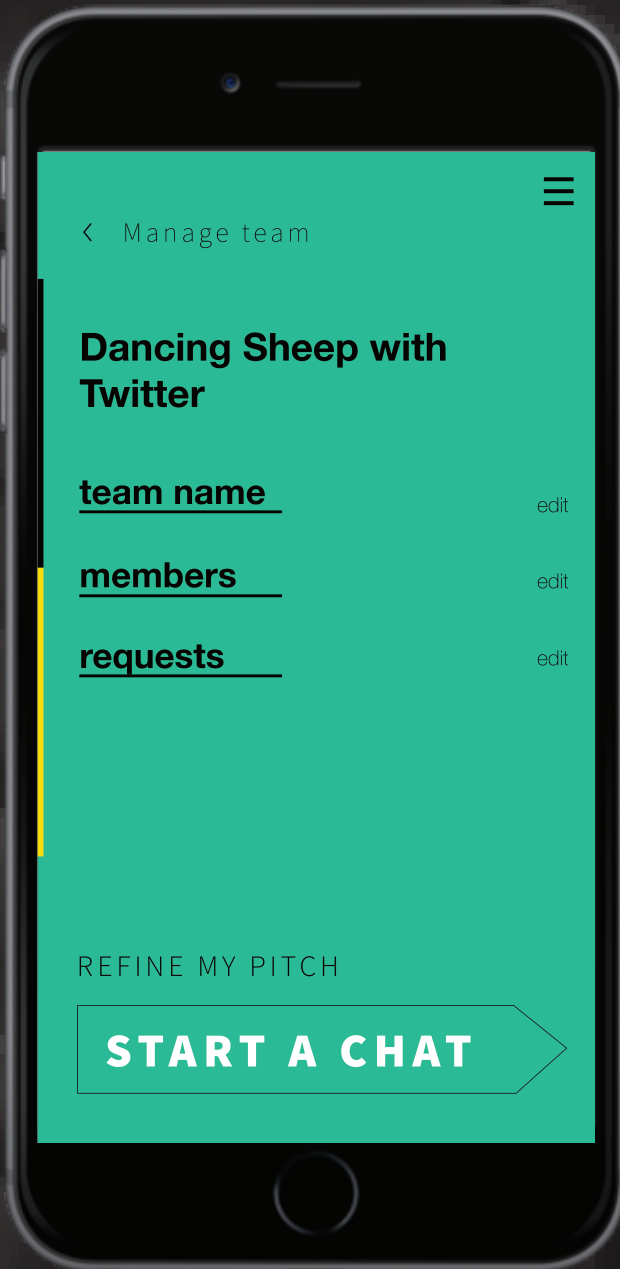 Manage team
Dancing Sheep with
Twitter
team name
edit
members
edit
requests
edit
REFINE MY PITCH
START A CHAT